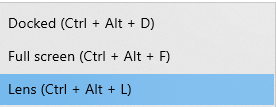 Docked (Ctrl + Alt + D)
Full screen (Ctrl + Alt + F)
Lens (Ctrl + Alt + L)